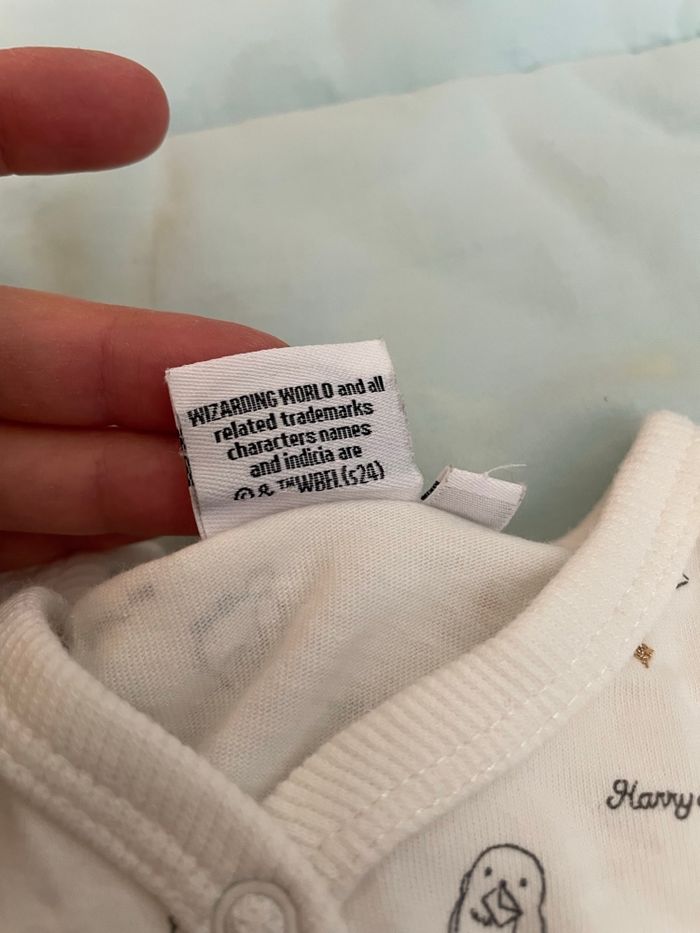 WIZARDING WORLD and all
related trademarks
characters names
and indicia are
© & ™WBEI.(s24)
Harry